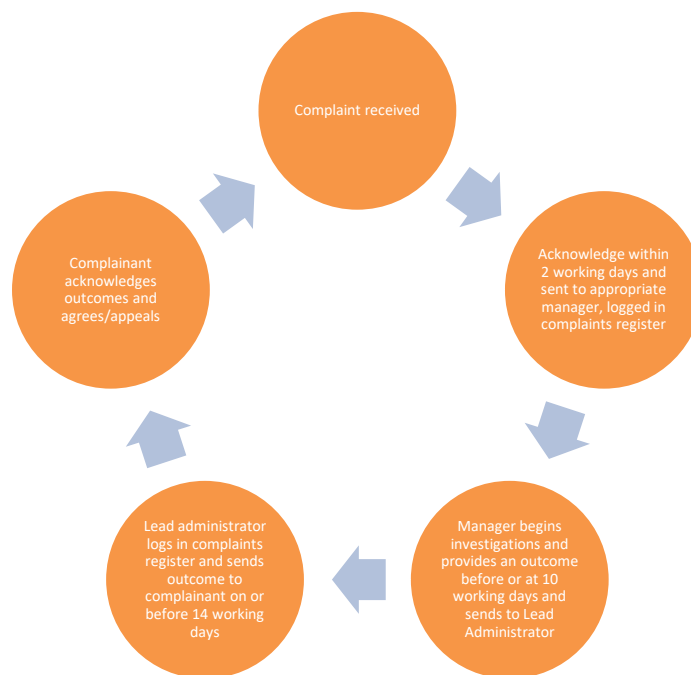 Complaint received
Acknowledge within
2 working days and
sent to appropriate
manager, logged in
complaints register
Manager begins
investigations and
provides an outcome
before or at 10
working days and
sends to Lead
Administrator
Lead administrator
logs in complaints
register and sends
outcome to
complainant on or
before 14 working
days
Complainant
acknowledges
outcomes and
agrees/appeals